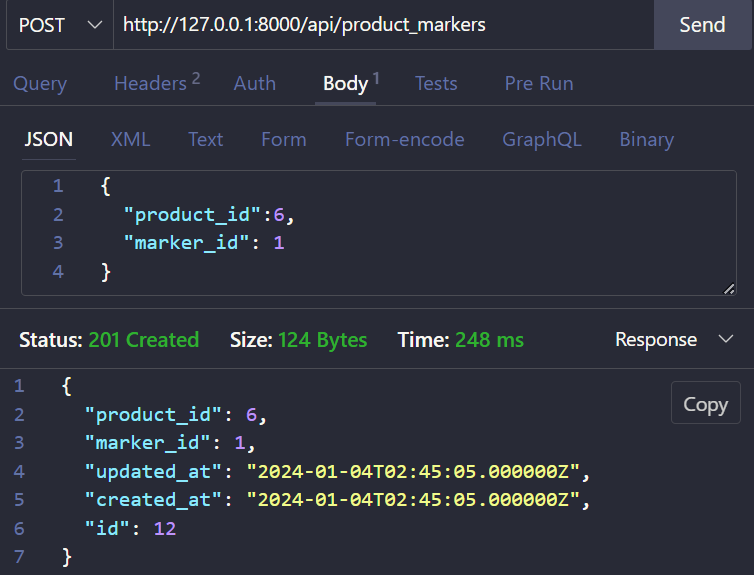 POST http://127.0.0.1:8000/api/product_markers Send
Query Headers 2 Auth Body 1 Tests Pre Run
JSON XML Text Form Form-encode GraphQL Binary
1 {
2 "product_id":6,
3 "marker_id": 1
4 }
Status: 201 Created Size: 124 Bytes Time: 248 ms Response
1 {
Copy
2 "product_id": 6,
3 "marker_id": 1,
4 "updated_at": "2024-01-04T02:45:05.000000Z",
5 "created_at": "2024-01-04T02:45:05.000000Z",
6 "id": 12
7 }